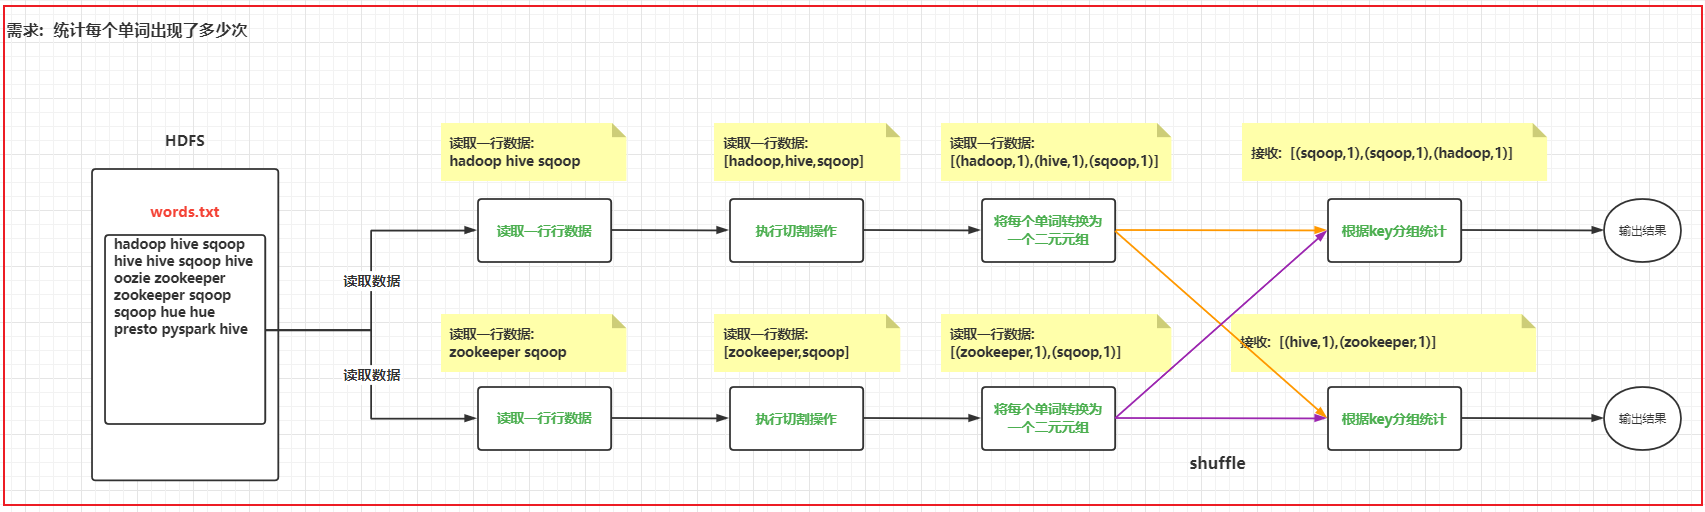 需求：统计每个单词出现了多少次
HDFS
words.txt
hadoop hive sqoop
hive hive sqoop hive
oozie zookeeper
zookeeper sqoop
sqoop hue hue
presto pyspark hive
读取数据
读取数据
读取一行数据:
hadoop hive sqoop
读取一行行数据
读取一行数据:
[hadoop,hive,sqoop]
执行切割操作
读取一行数据:
[(hadoop,1),(hive,1),(sqoop,1)]
将每个单词转换为
一个二元元组
接收：[(sqoop,1),(sqoop,1),(hadoop,1)]
根据key分组统计
输出结果
读取一行数据:
zookeeper sqoop
读取一行行数据
读取一行数据:
[zookeeper,sqoop]
执行切割操作
读取一行数据:
[(zookeeper,1),(sqoop,1)]
将每个单词转换为
一个二元元组
接收：[(hive,1),(zookeeper,1)]
根据key分组统计
输出结果
shuffle